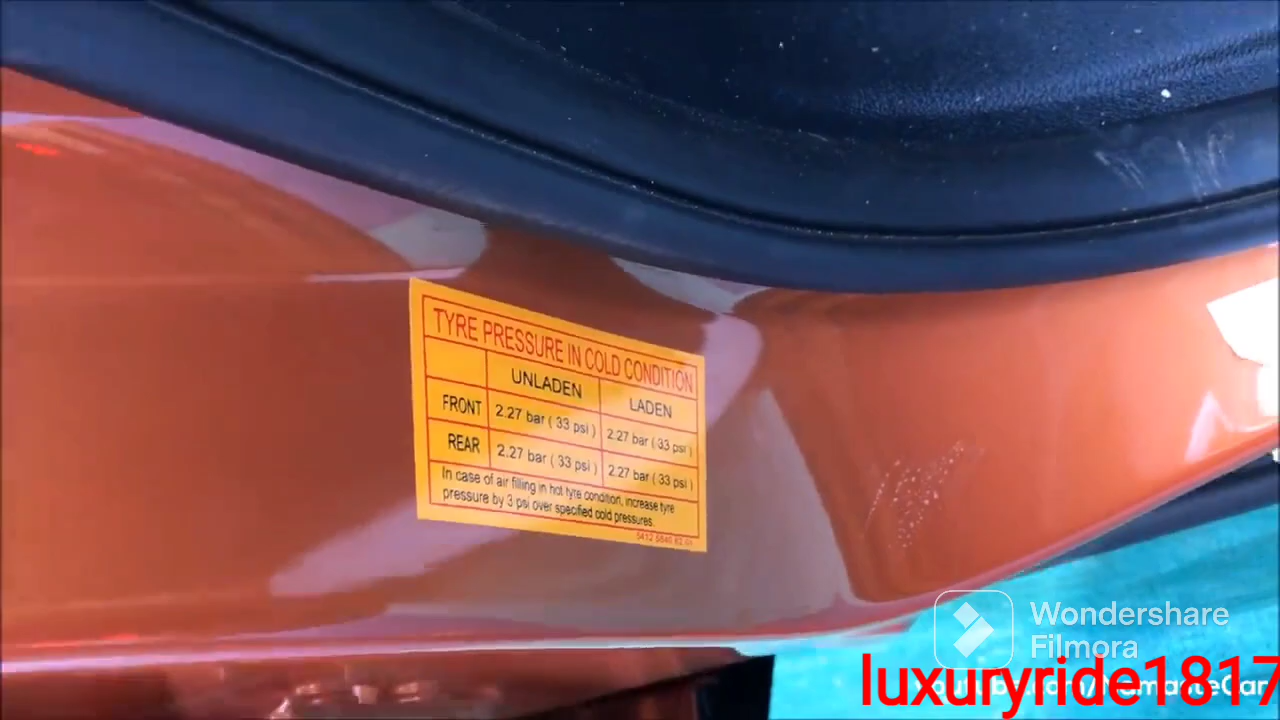 TYRE PRESSURE IN COLD CONDITION
UNLADEN LADEN
FRONT 2.27 bar ( 33 psi ) 2.27 bar ( 33 psi )
REAR 2.27 bar ( 33 psi ) 2.27 bar ( 33 psi )
In case of air filling in hot tyre condition, increase tyre
pressure by 3 psi over specified cold pressures.
Wondershare
Filmora
luxuryride1817